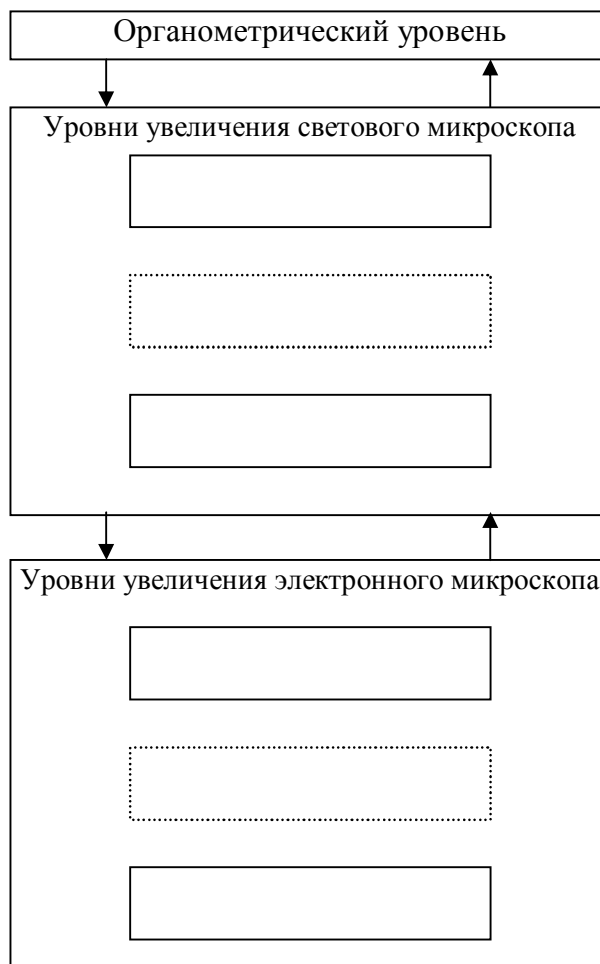 Органометрический уровень
Уровни увеличения светового микроскопа
Уровни увеличения электронного микроскопа